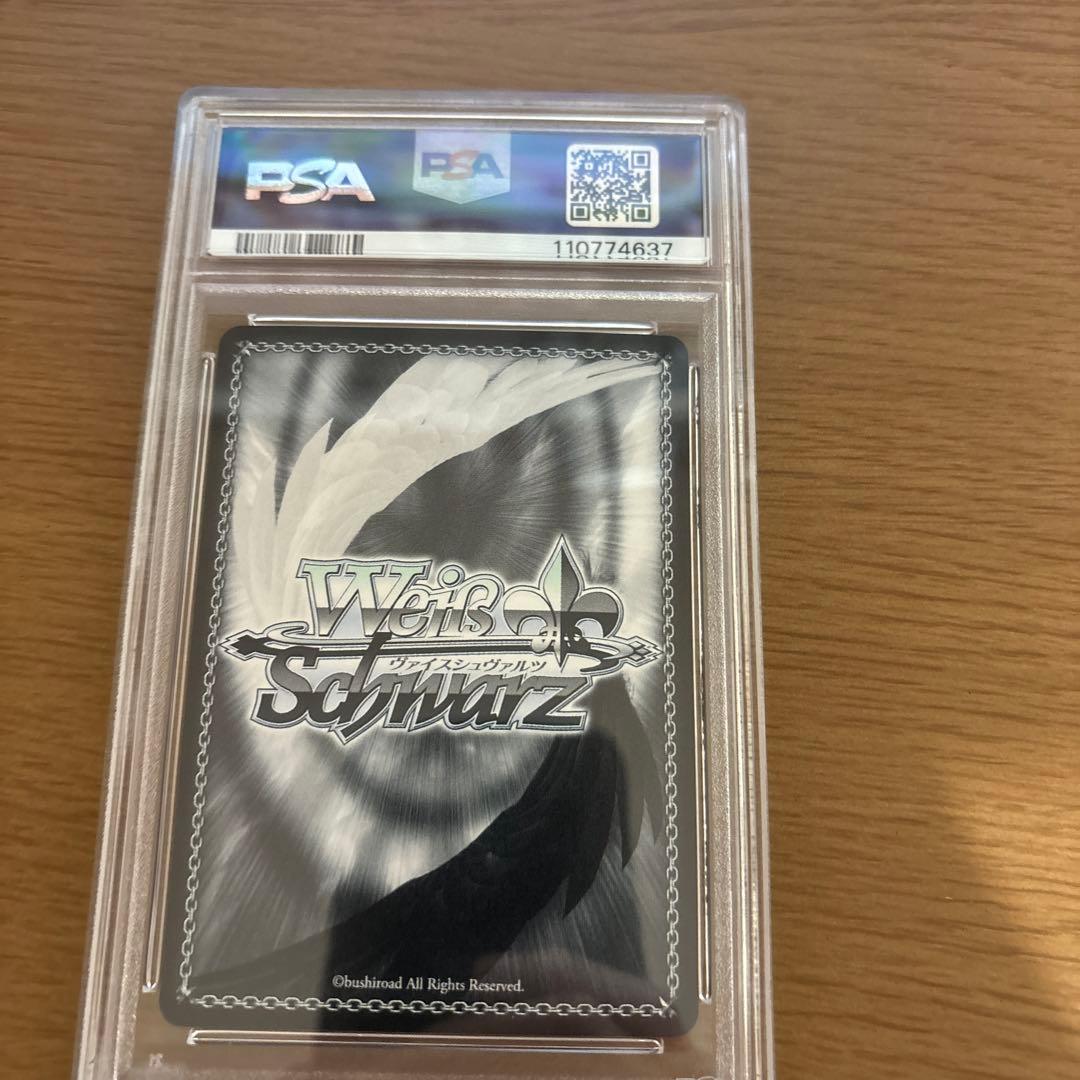 PSA
PSA
110774637
Weiß
ヴァイスシュヴァルツ
Schwarz
©bushiroad All Rights Reserved.